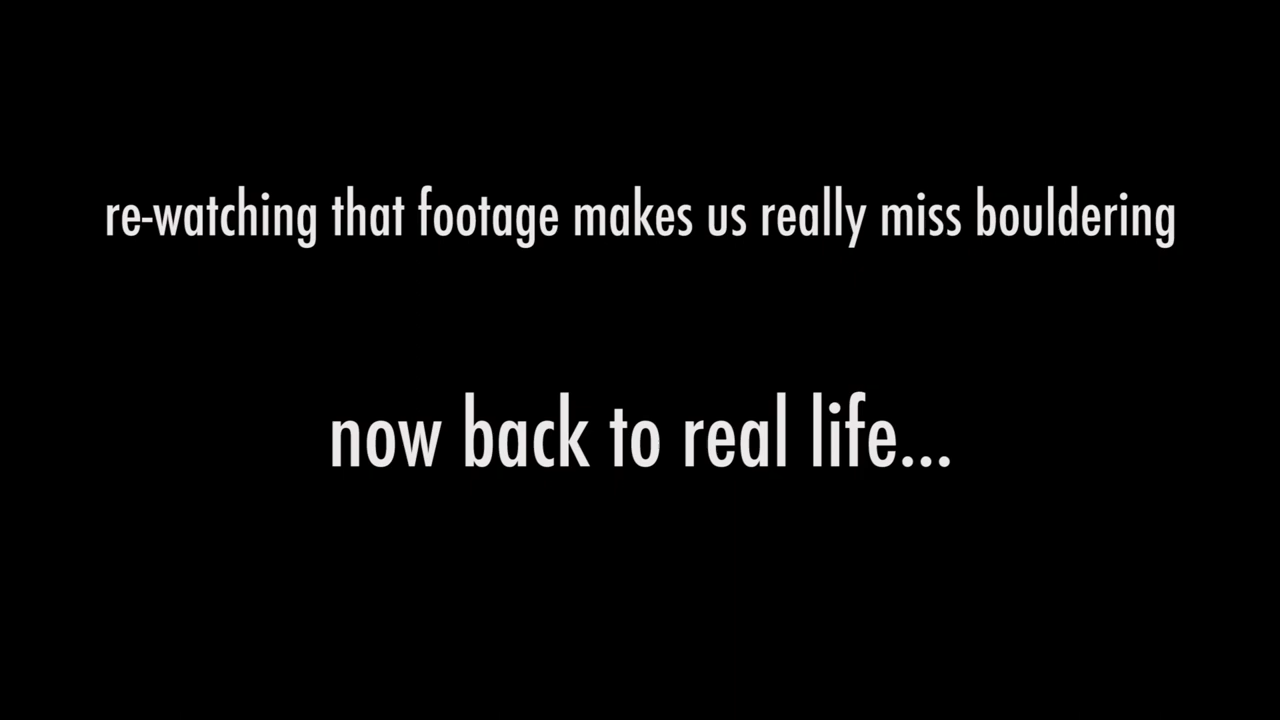 re-watching that footage makes us really miss bouldering
now back to real life...